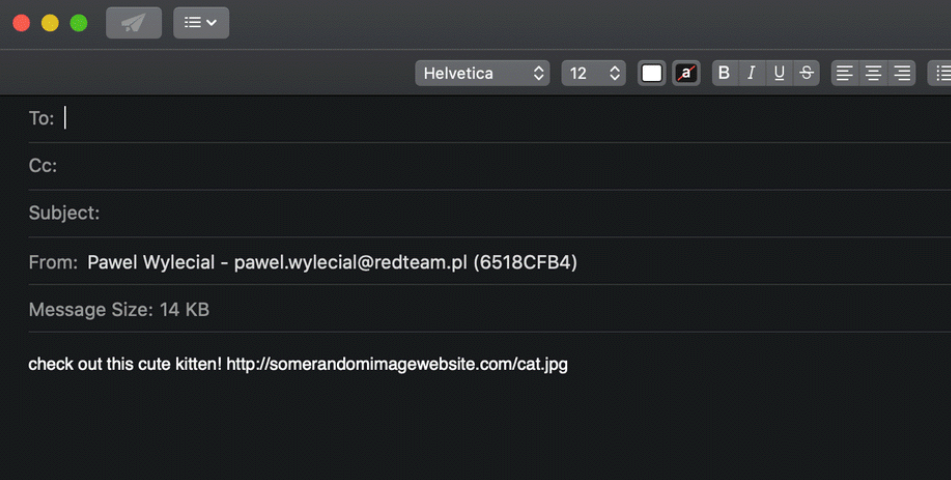 Helvetica 12 a B I U S
To:
Cc:
Subject:
From: Pawel Wylecial - pawel.wylecial@redteam.pl (6518CFB4)
Message Size: 14 KB
check out this cute kitten! http://somerandomimagewebsite.com/cat.jpg